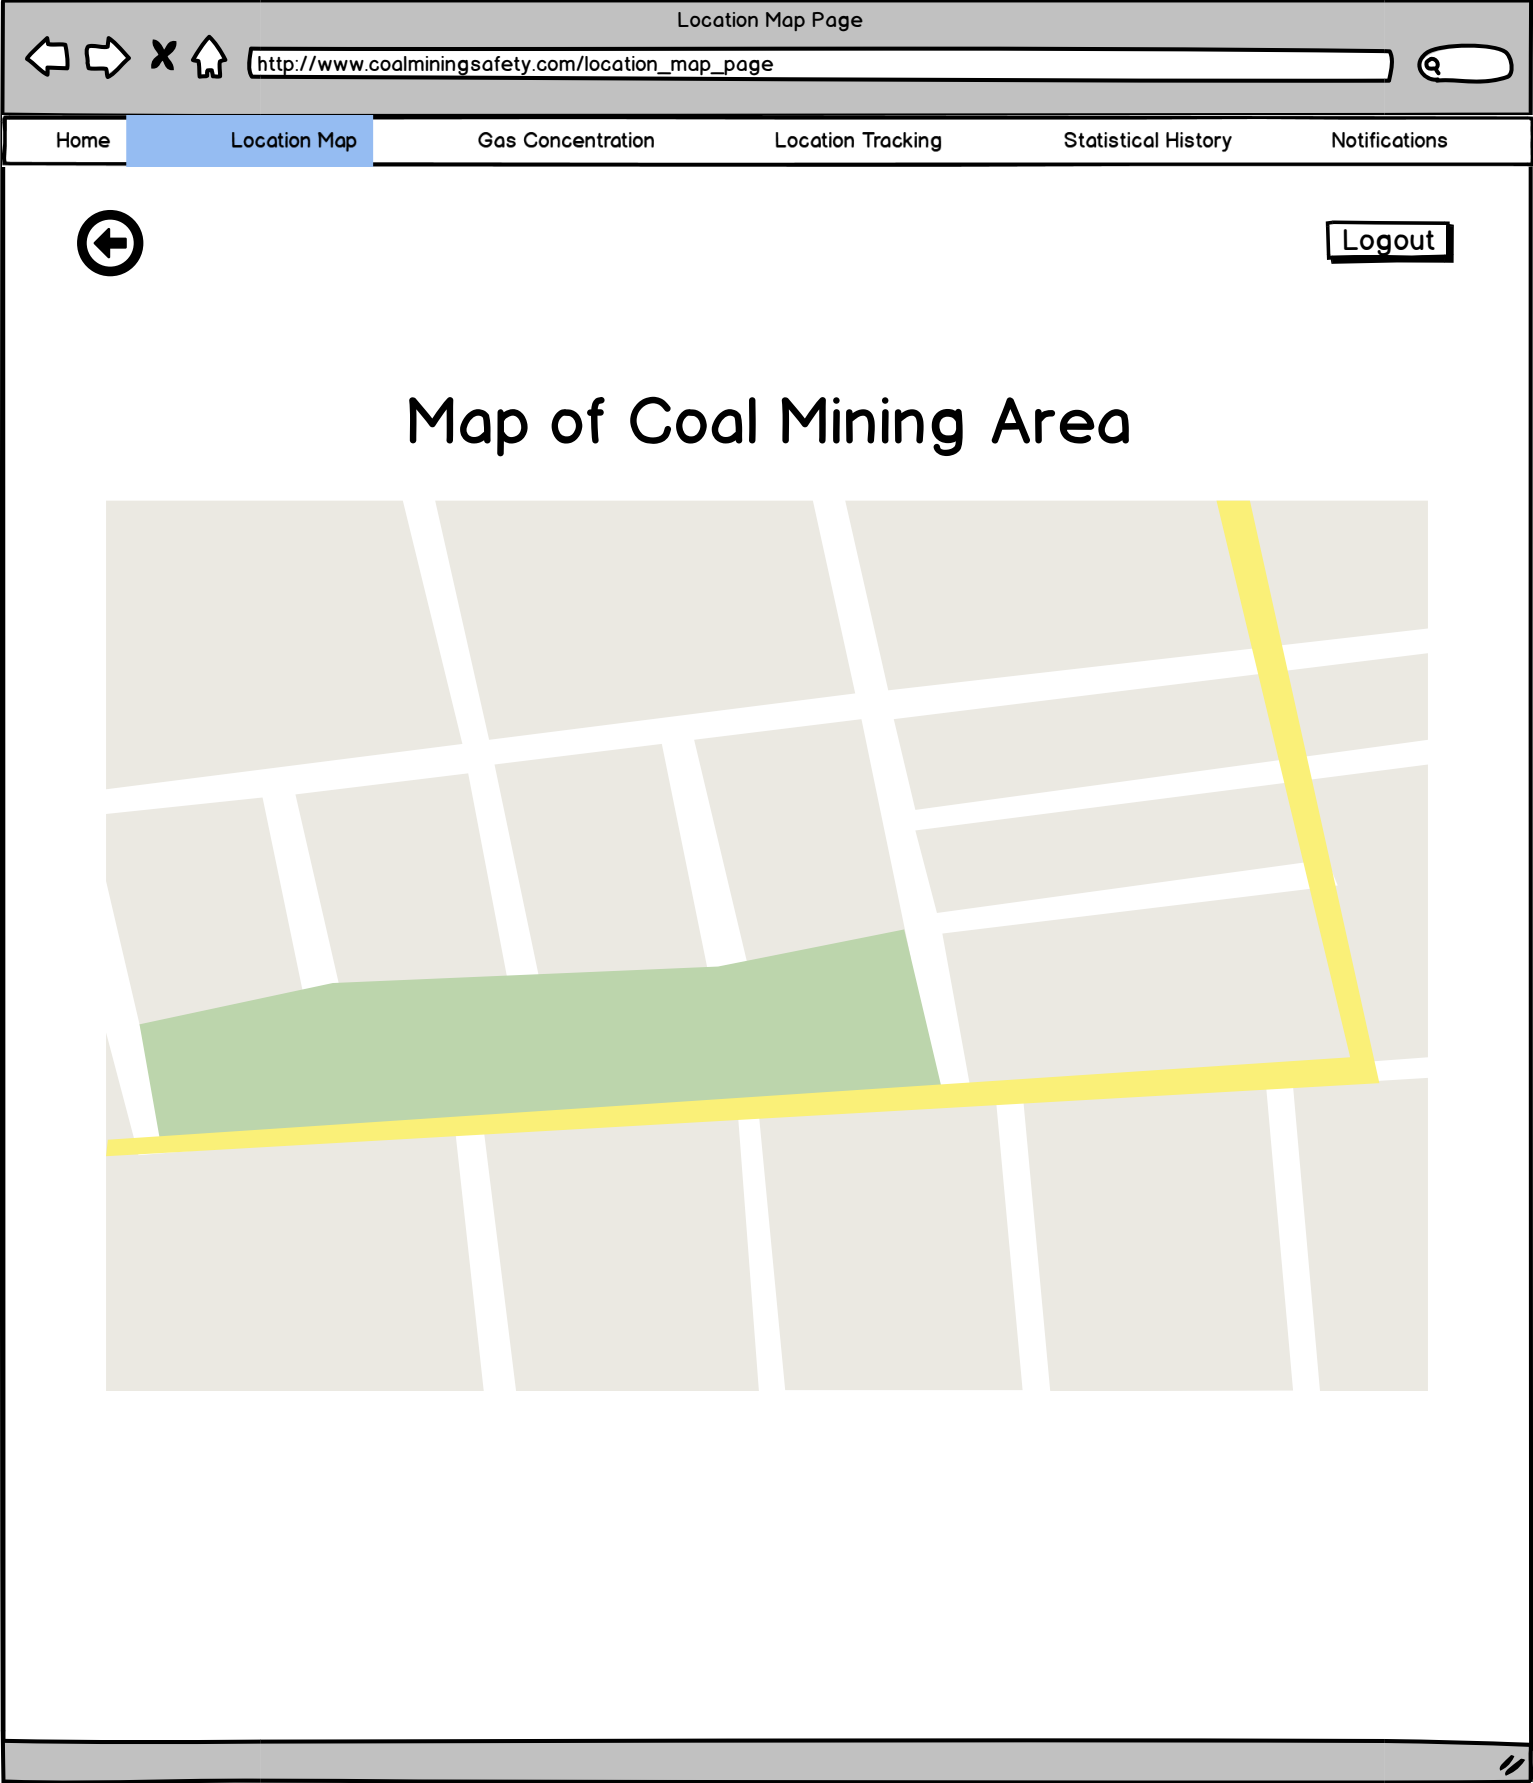 Location Map Page
http://www.coalminingsafety.com/location_map_page
Home Location Map Gas Concentration Location Tracking Statistical History Notifications
Logout
Map of Coal Mining Area